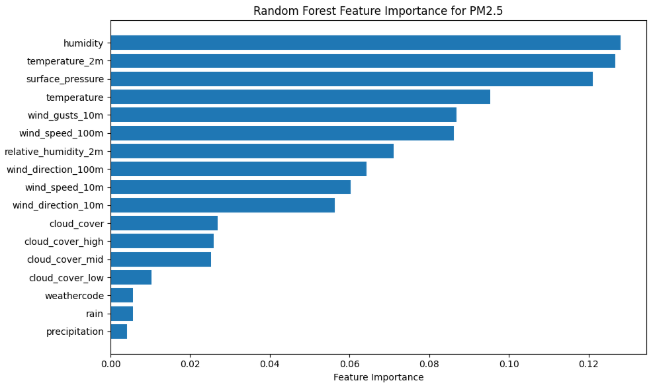 Random Forest Feature Importance for PM2.5
humidity
temperature_2m
surface_pressure
temperature
wind_gusts_10m
wind_speed_100m
relative_humidity_2m
wind_direction_100m
wind_speed_10m
wind_direction_10m
cloud_cover
cloud_cover_high
cloud_cover_mid
cloud_cover_low
weathercode
rain
precipitation
0.00 0.02 0.04 0.06 0.08 0.10 0.12
Feature Importance